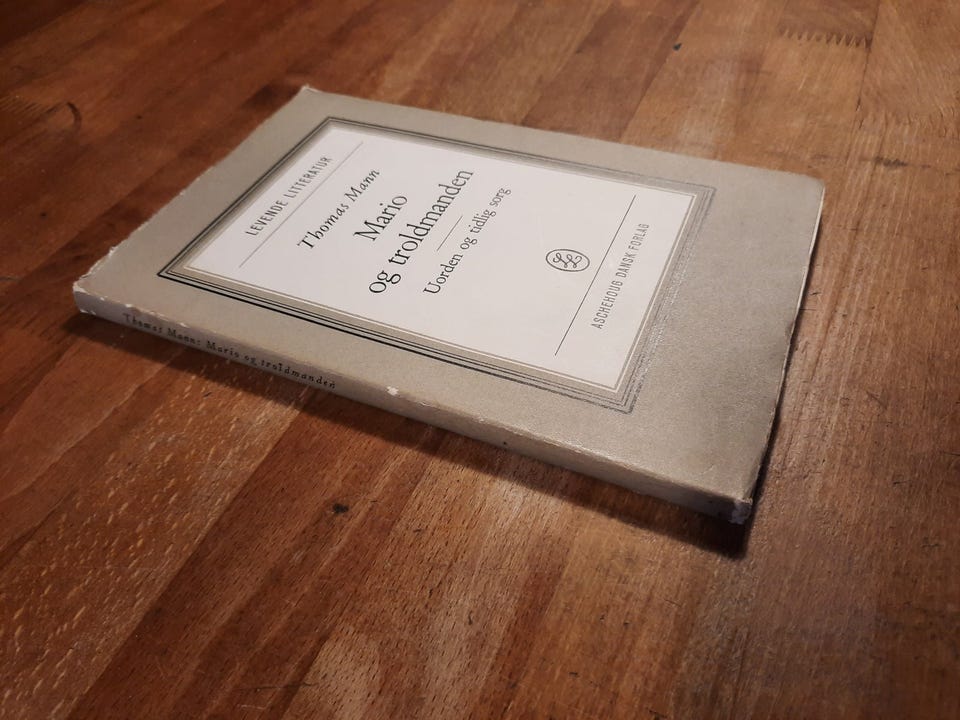 LEVENDE LITTERATUR
Thomas Mann
Mario
og troldmanden
Uorden og tidlig sorg
LL
ASCHEHOUG DANSK FORLAG
Thomas Mann: Mario og troldmanden